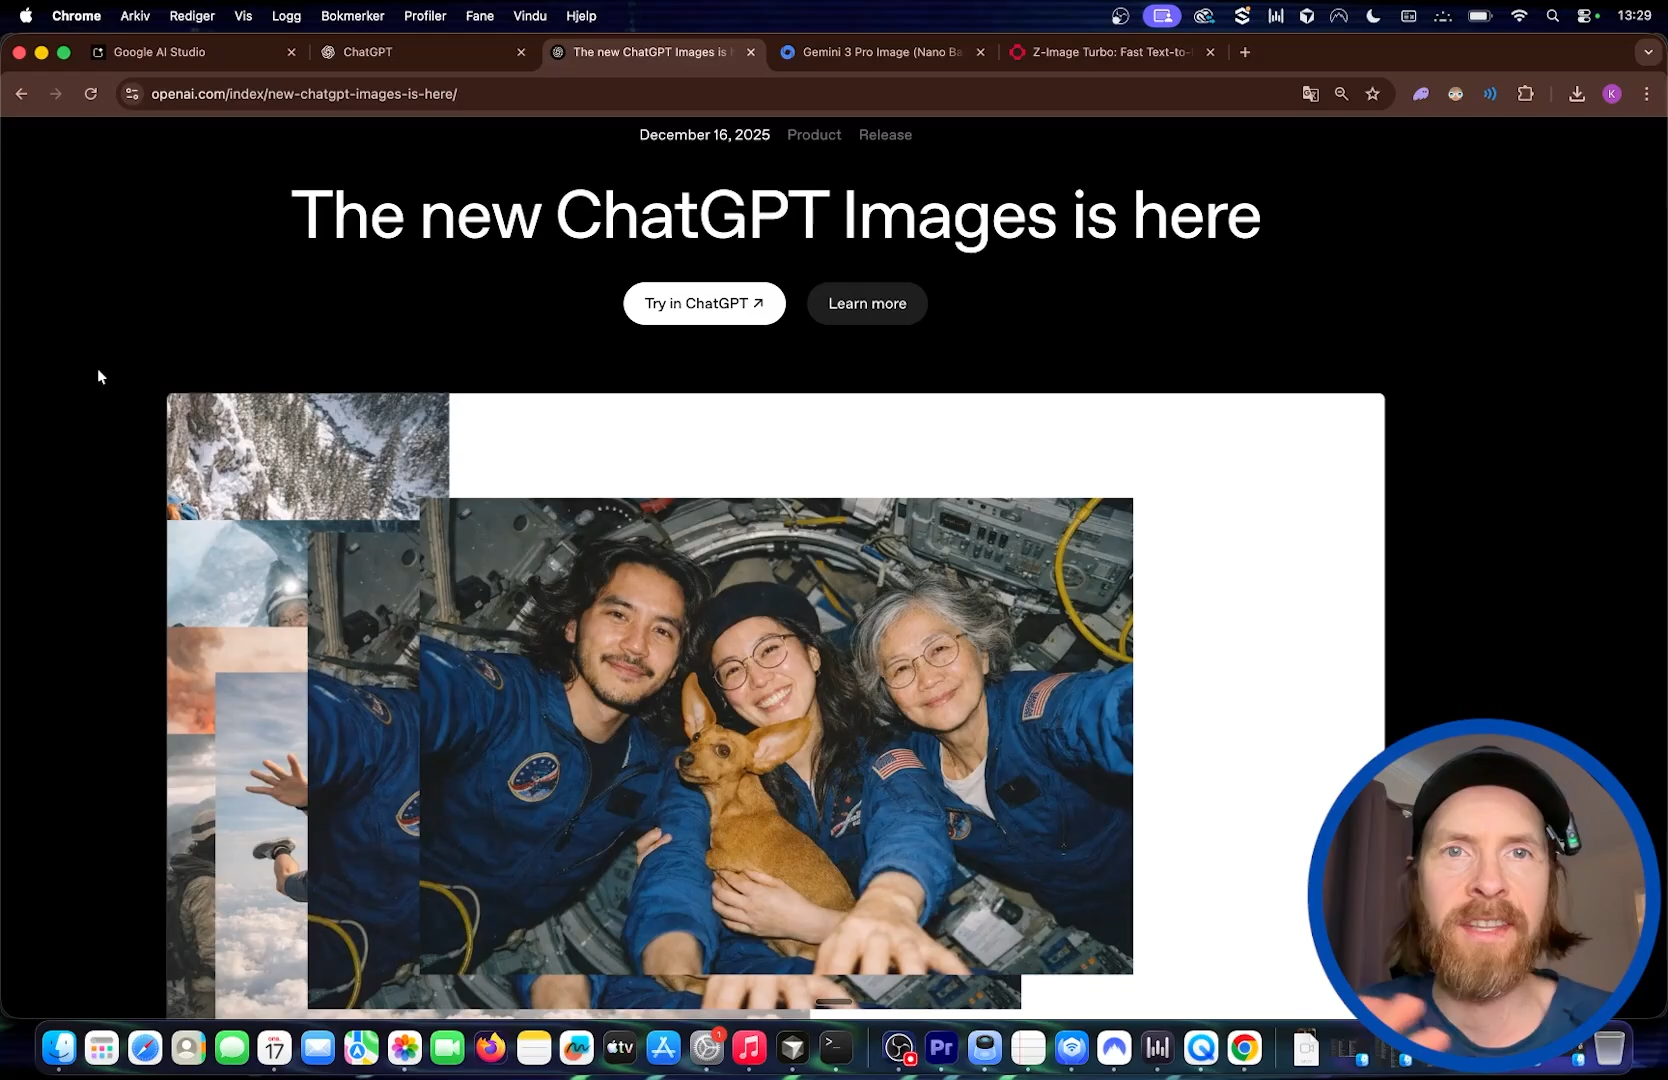 Chrome Arkiv Rediger Vis Logg Bokmerker Profiler Fane Vindu Hjelp 13:29
Google AI Studio ChatGPT The new ChatGPT Images is Gemini 3 Pro Image (Nano Ba Z-Image Turbo: Fast Text-to-
openai.com/index/new-chatgpt-images-is-here/ K
December 16, 2025 Product Release
The new ChatGPT Images is here
Try in ChatGPT ↗ Learn more
17 tv 1 >_ Pr